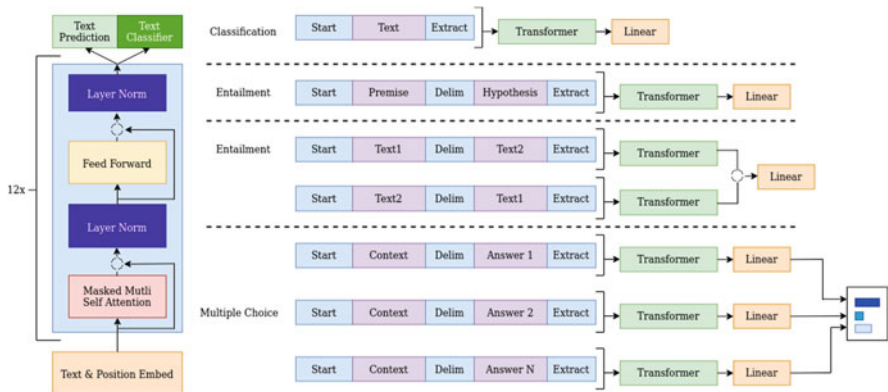 Text
Prediction
Text
Classifier
12x
Layer Norm
Feed Forward
Layer Norm
Masked Mutli
Self Attention
Text & Position Embed
Classification
Start Text Extract
Transformer
Linear
Entailment
Start Premise Delim Hypothesis Extract
Transformer
Linear
Entailment
Start Text1 Delim Text2 Extract
Transformer
Start Text2 Delim Text1 Extract
Transformer
Linear
Multiple Choice
Start Context Delim Answer 1 Extract
Transformer
Linear
Start Context Delim Answer 2 Extract
Transformer
Linear
Start Context Delim Answer N Extract
Transformer
Linear